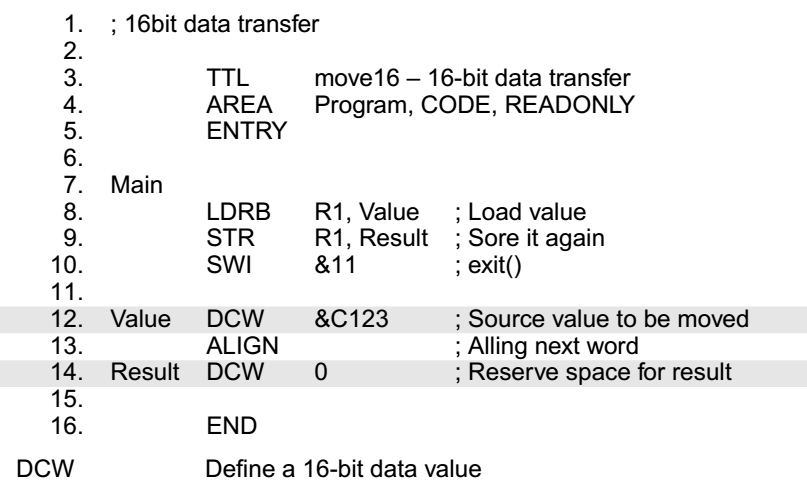 1. ; 16bit data transfer
2.
3. TTL move16 – 16-bit data transfer
4. AREA Program, CODE, READONLY
5. ENTRY
6.
7. Main
8. LDRB R1, Value ; Load value
9. STR R1, Result ; Sore it again
10. SWI &11 ; exit()
11.
12. Value DCW &C123 ; Source value to be moved
13. ALIGN ; Alling next word
14. Result DCW 0 ; Reserve space for result
15.
16. END
DCW Define a 16-bit data value